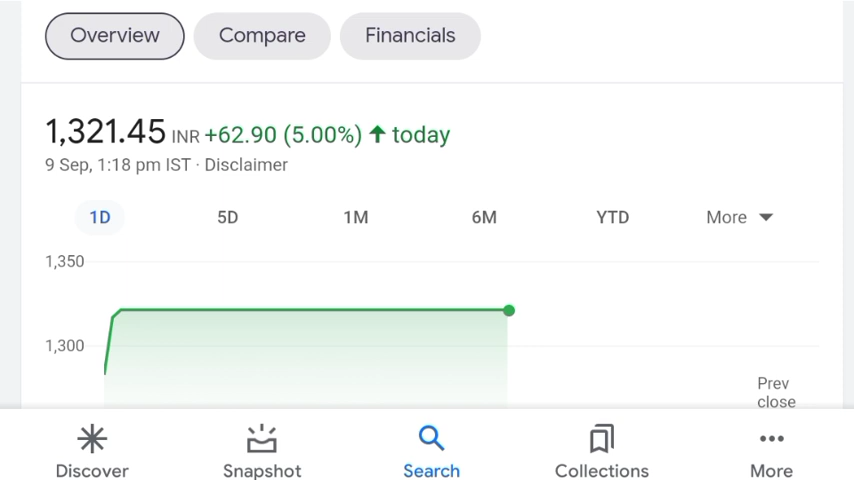 Overview Compare Financials
1,321.45 INR +62.90 (5.00%) ↑ today
9 Sep, 1:18 pm IST · Disclaimer
1D 5D 1M 6M YTD More
1,350
1,300
Prev
close
Discover Snapshot Search Collections More